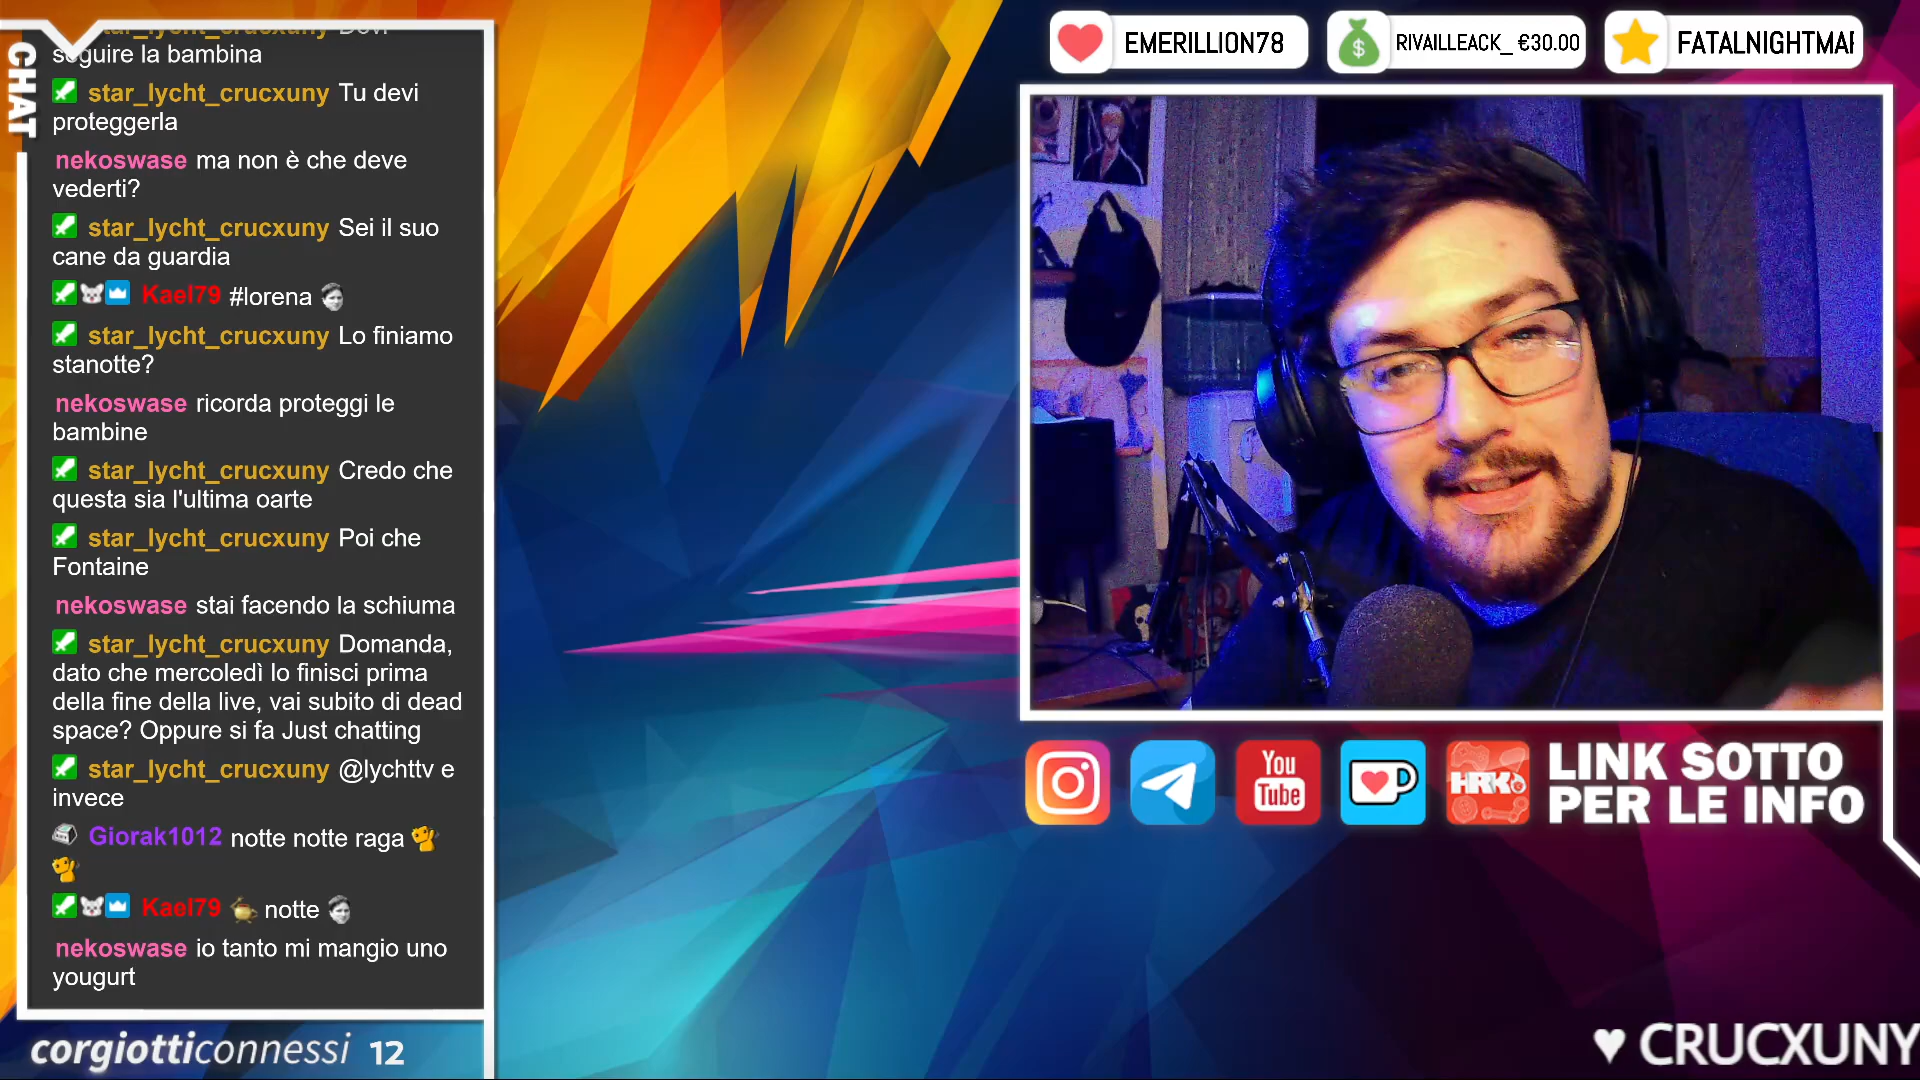 CHAT
seguire la bambina
star_lycht_crucxuny Tu devi
proteggerla
nekoswase ma non è che deve
vederti?
star_lycht_crucxuny Sei il suo
cane da guardia
Kael79 #lorena
star_lycht_crucxuny Lo finiamo
stanotte?
nekoswase ricorda proteggi le
bambine
star_lycht_crucxuny Credo che
questa sia l'ultima oarte
star_lycht_crucxuny Poi che
Fontaine
nekoswase stai facendo la schiuma
star_lycht_crucxuny Domanda,
dato che mercoledì lo finisci prima
della fine della live, vai subito di dead
space? Oppure si fa Just chatting
star_lycht_crucxuny @lychttv e
invece
Giorak1012 notte notte raga
Kael79 notte
nekoswase io tanto mi mangio uno
yougurt
corgiotticonnessi 12
EMERILLION78
RIVAILLEACK_ €30.00
FATALNIGHTMAR
You
Tube
HRK
LINK SOTTO
PER LE INFO
♥ CRUCXUNY